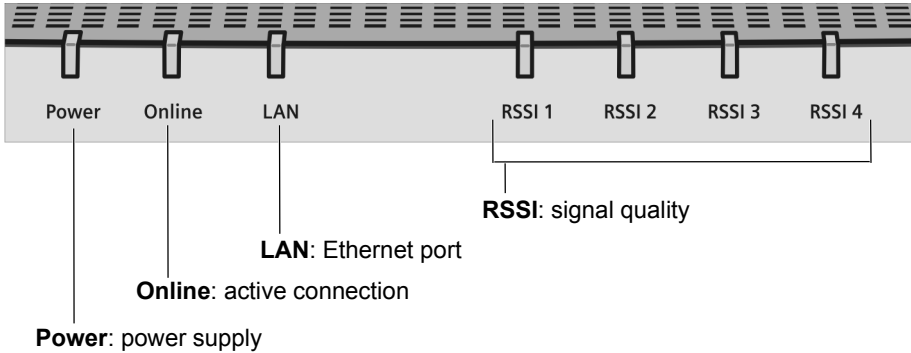 Power Online LAN RSSI 1 RSSI 2 RSSI 3 RSSI 4
RSSI: signal quality
LAN: Ethernet port
Online: active connection
Power: power supply